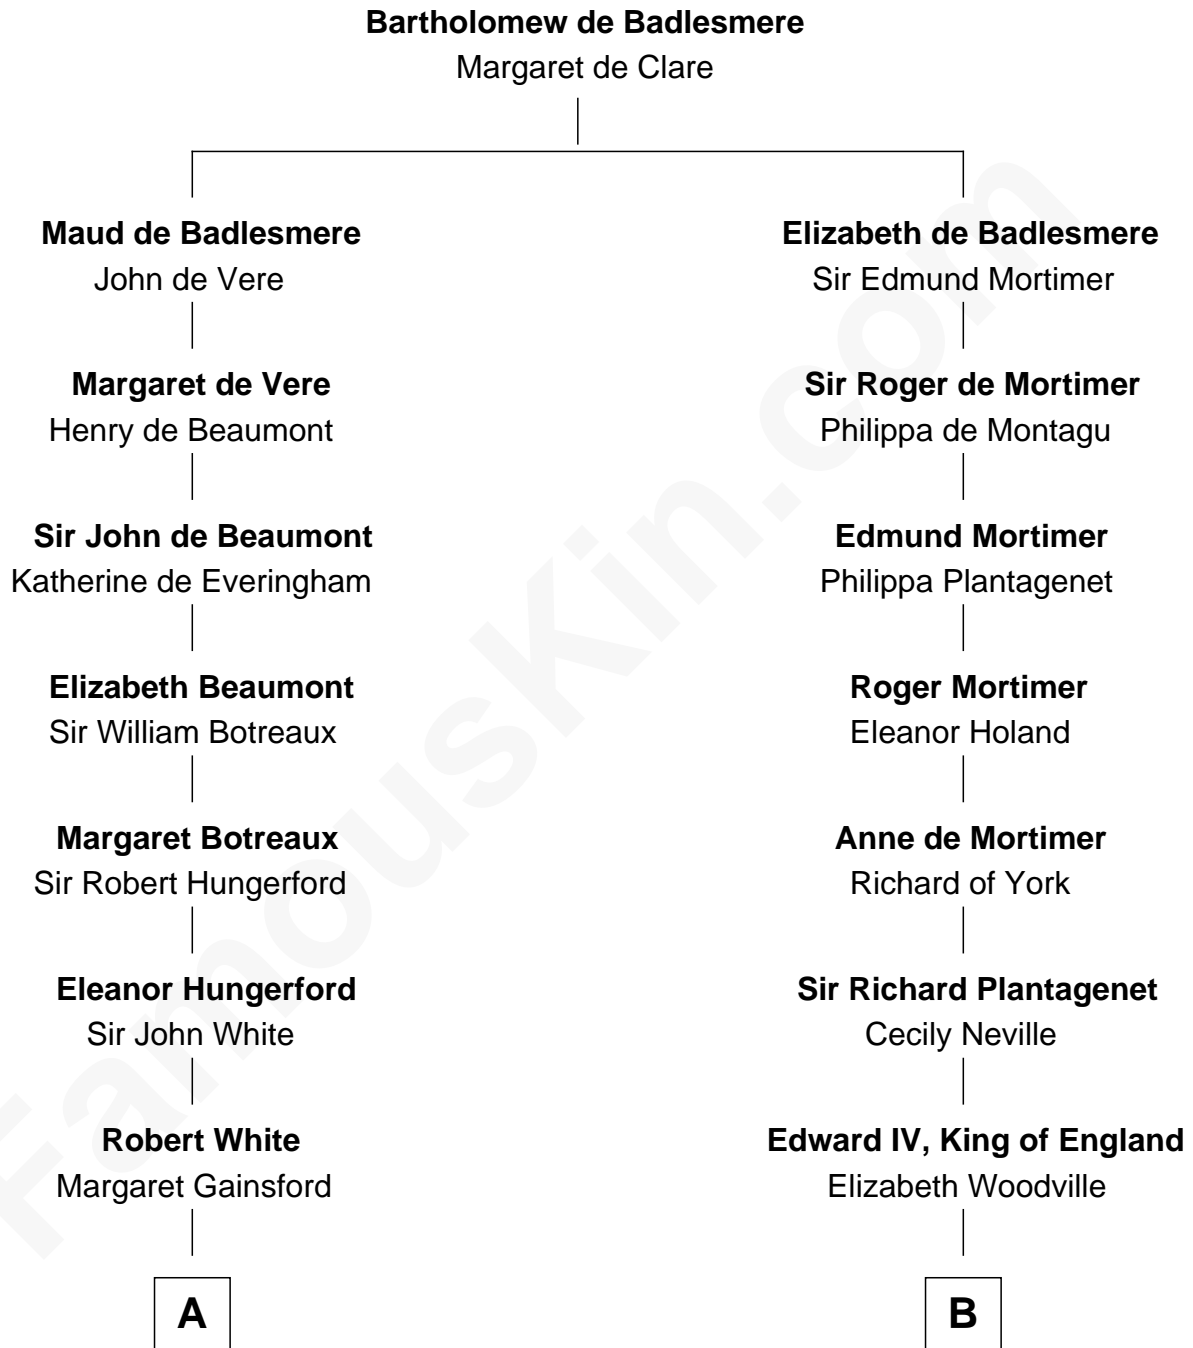 Bartholomew de Badlesmere
Margaret de Clare
Maud de Badlesmere
John de Vere
Elizabeth de Badlesmere
Sir Edmund Mortimer
Margaret de Vere
Henry de Beaumont
Sir Roger de Mortimer
Philippa de Montagu
Sir John de Beaumont
Katherine de Everingham
Edmund Mortimer
Philippa Plantagenet
Elizabeth Beaumont
Sir William Botreaux
Roger Mortimer
Eleanor Holand
Margaret Botreaux
Sir Robert Hungerford
Anne de Mortimer
Richard of York
Eleanor Hungerford
Sir John White
Sir Richard Plantagenet
Cecily Neville
Robert White
Margaret Gainsford
Edward IV, King of England
Elizabeth Woodville
A
B
FamousKin.com